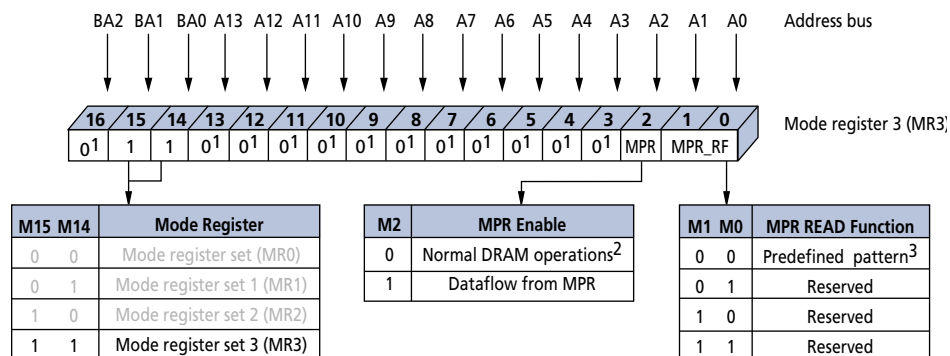 BA2 BA1 BA0 A13 A12 A11 A10 A9 A8 A7 A6 A5 A4 A3 A2 A1 A0 Address bus
16 15 14 13 12 11 10 9 8 7 6 5 4 3 2 1 0
Mode register 3 (MR3)
0¹ 1 1 0¹ 0¹ 0¹ 0¹ 0¹ 0¹ 0¹ 0¹ 0¹ 0¹ 0¹ MPR MPR_RF
M15 M14 Mode Register
0 0 Mode register set (MR0)
0 1 Mode register set 1 (MR1)
1 0 Mode register set 2 (MR2)
1 1 Mode register set 3 (MR3)
M2 MPR Enable
0 Normal DRAM operations²
1 Dataflow from MPR
M1 M0 MPR READ Function
0 0 Predefined pattern³
0 1 Reserved
1 0 Reserved
1 1 Reserved